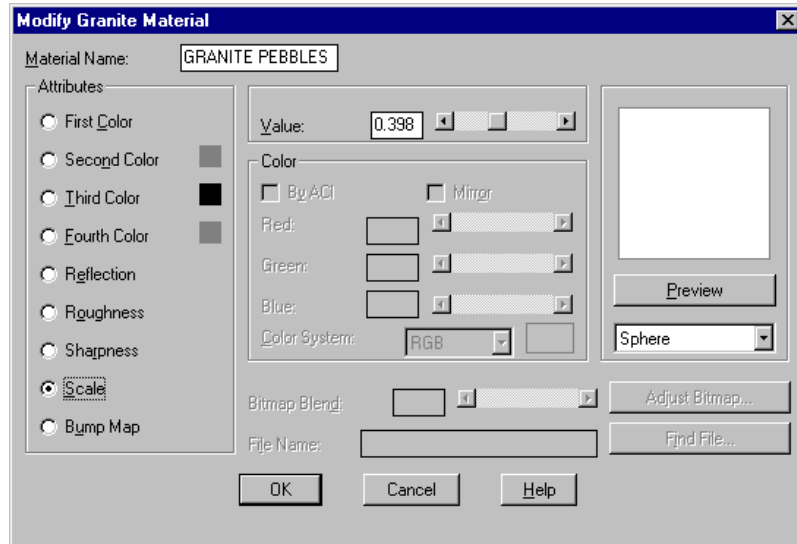 Modify Granite Material
Material Name: GRANITE PEBBLES
Attributes
First Color
Second Color
Third Color
Fourth Color
Reflection
Roughness
Sharpness
Scale
Bump Map
Value: 0.398
Color
By ACI Mirror
Red:
Green:
Blue:
Color System: RGB
Bitmap Blend:
File Name:
Preview
Sphere
Adjust Bitmap...
Find File...
OK Cancel Help